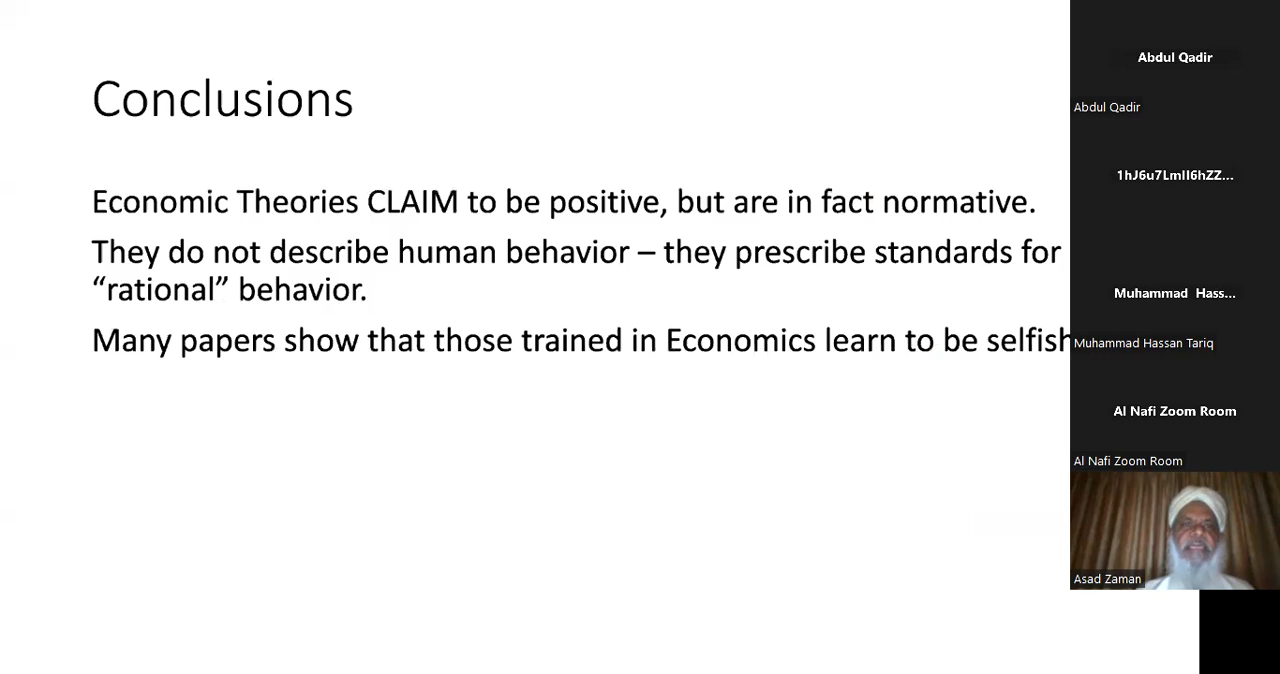 Conclusions
Economic Theories CLAIM to be positive, but are in fact normative.
They do not describe human behavior – they prescribe standards for
“rational” behavior.
Many papers show that those trained in Economics learn to be selfish
Abdul Qadir
Abdul Qadir
Muhammad Hass...
Muhammad Hassan Tariq
Al Nafi Zoom Room
Al Nafi Zoom Room
Asad Zaman